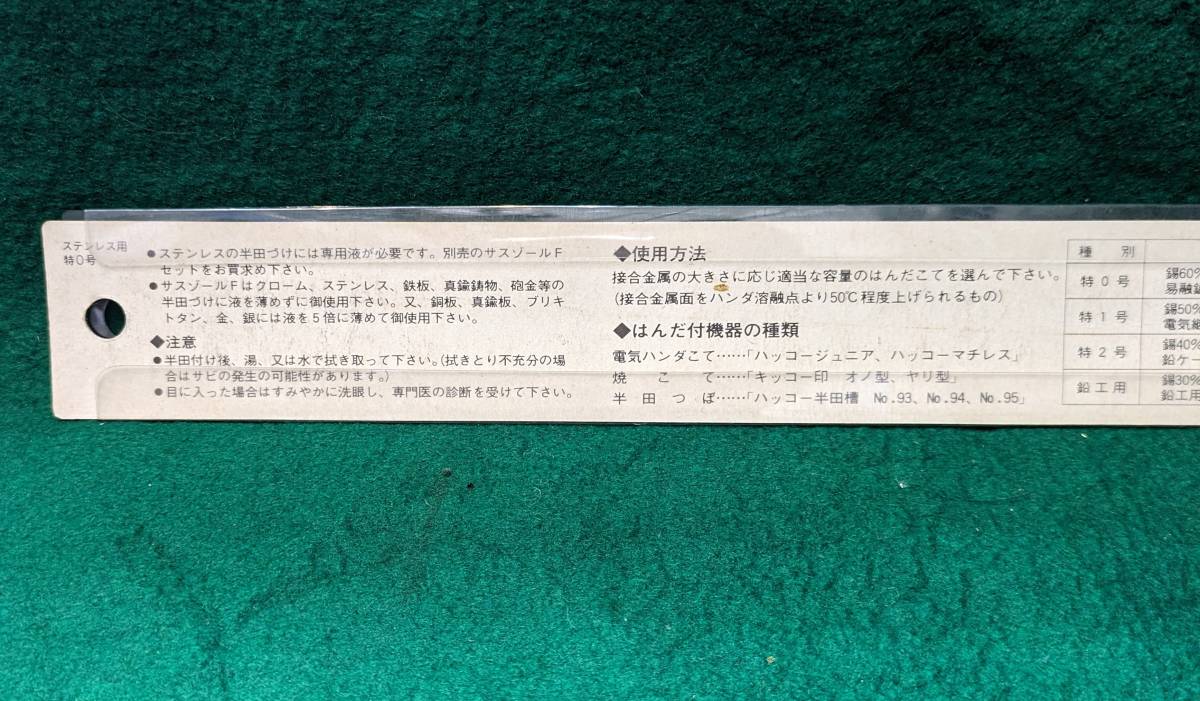 ステンレス用
特0号
●ステンレスの半田づけには専用液が必要です。別売のサスゾールF
セットをお買求め下さい。
●サスゾールFはクローム、ステンレス、鉄板、真鍮鋳物、砲金等の
半田づけに液を薄めずに御使用下さい。又、銅板、真鍮板、ブリキ
トタン、金、銀には液を5倍に薄めて御使用下さい。
◆注意
●半田付け後、湯、又は水で拭き取って下さい。(拭きとり不充分の場
合はサビの発生の可能性があります。)
●目に入った場合はすみやかに洗眼し、専門医の診断を受けて下さい。
◆使用方法
接合金属の大きさに応じ適当な容量のはんだこてを選んで下さい。
(接合金属面をハンダ溶融点より50℃程度上げられるもの)
◆はんだ付機器の種類
電気ハンダこて……「ハッコージュニア、ハッコーマチレス」
焼こて……「キッコー印 オノ型、ヤリ型」
半田つぼ……「ハッコー半田槽 No.93、No.94、No.95」
種別
特0号 錫60%
易融
特1号 錫50%
電気
特2号 錫40%
鉛ケー
鉛工用 錫30%
鉛工用